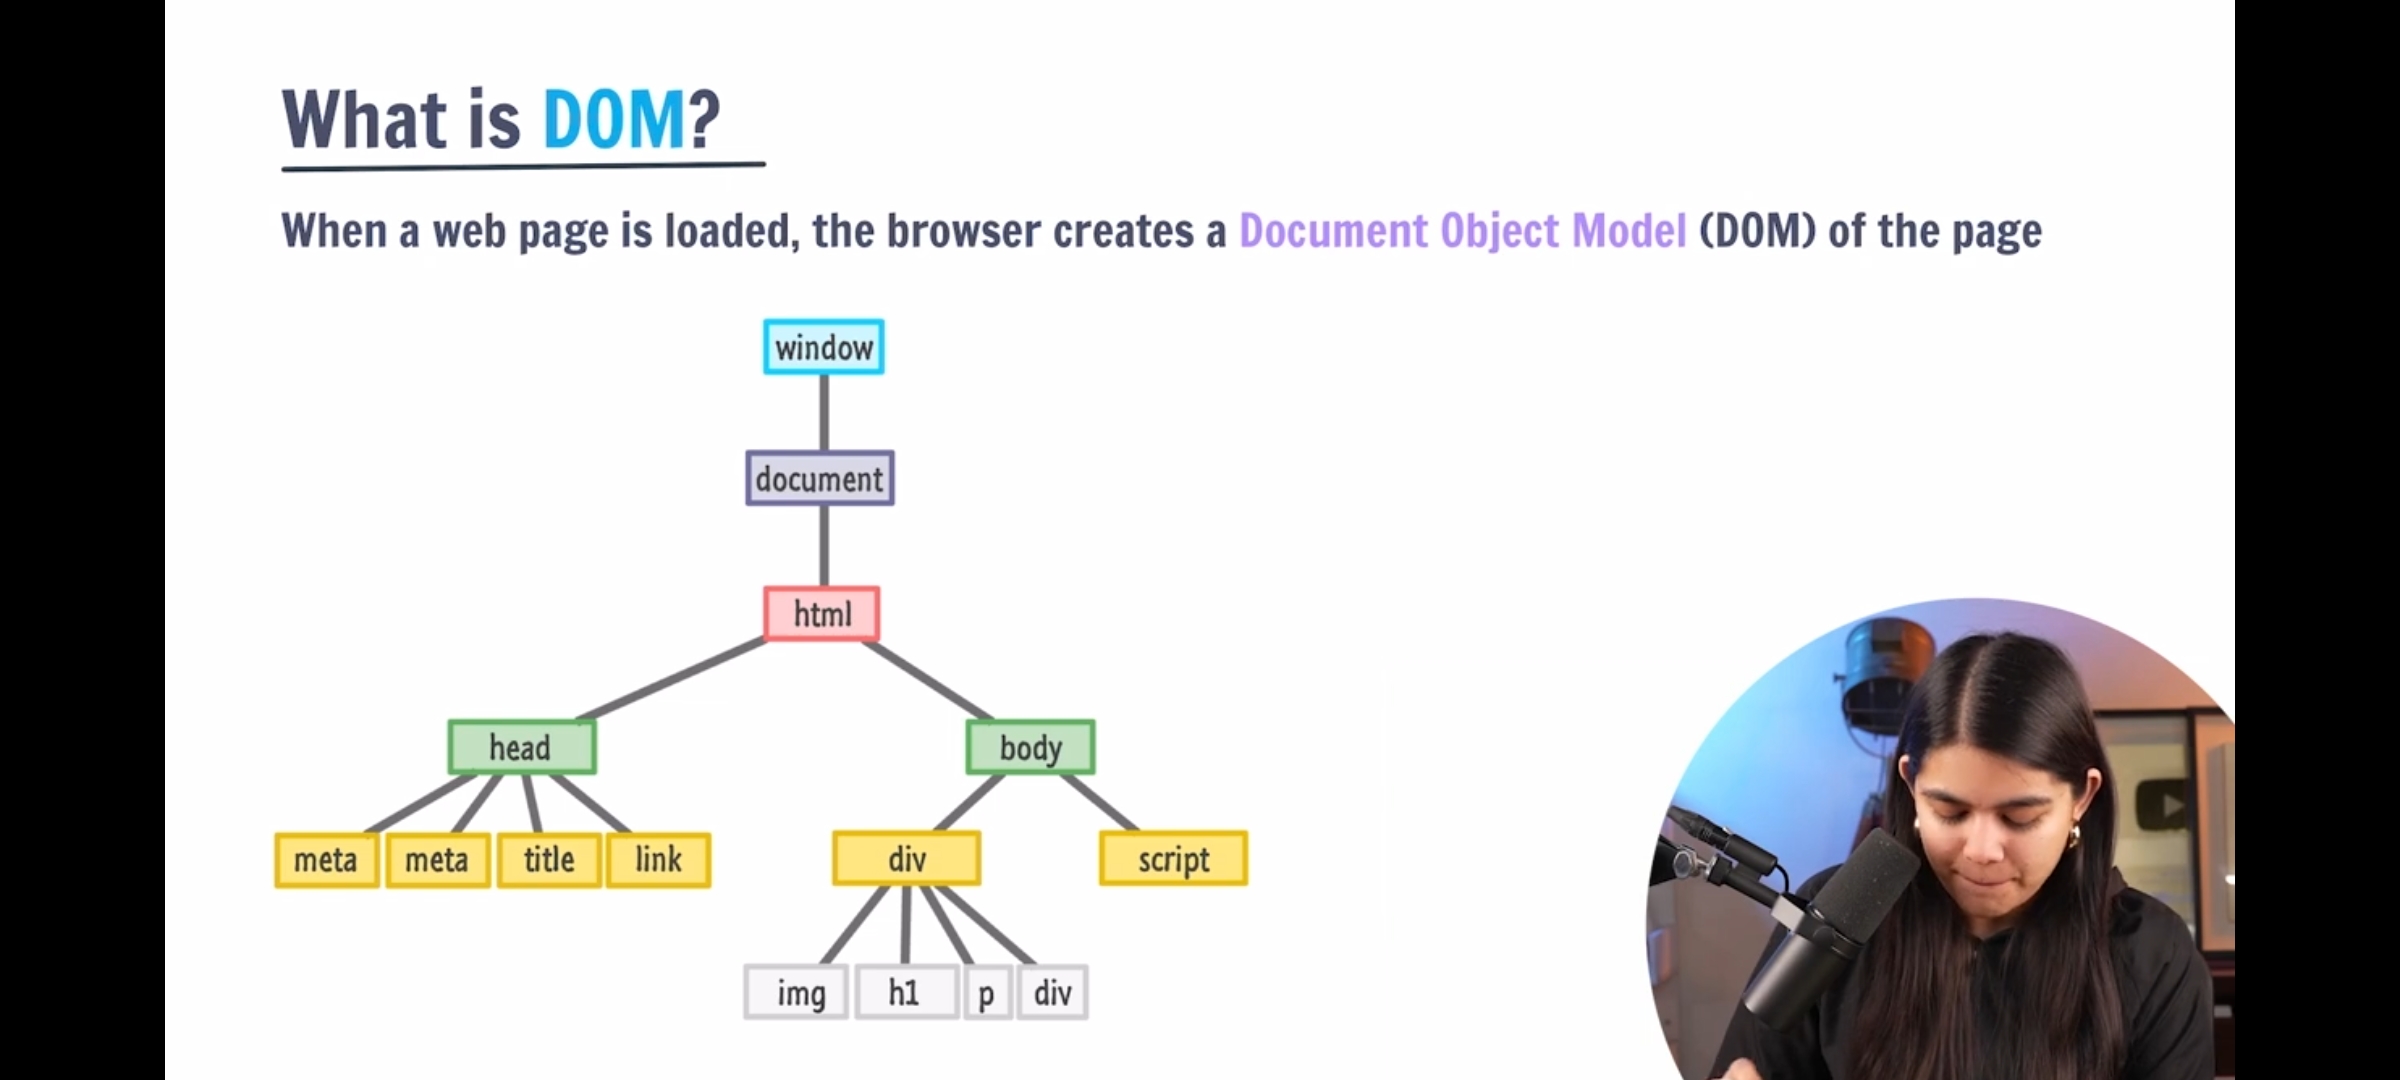 What is DOM?
When a web page is loaded, the browser creates a Document Object Model (DOM) of the page
window
document
html
head body
meta meta title link div script
img h1 p div